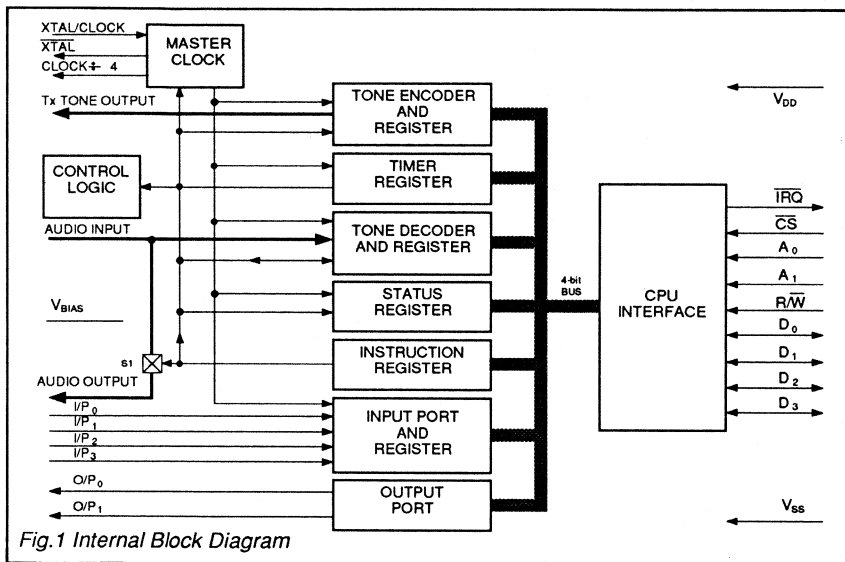 XTAL/CLOCK
XTAL
CLOCK ÷ 4
MASTER
CLOCK
Tx TONE OUTPUT
TONE ENCODER
AND
REGISTER
VDD
CONTROL
LOGIC
TIMER
REGISTER
AUDIO INPUT
TONE DECODER
AND REGISTER
VBIAS
STATUS
REGISTER
S1
INSTRUCTION
REGISTER
AUDIO OUTPUT
I/P0
I/P1
I/P2
I/P3
INPUT PORT
AND
REGISTER
O/P0
O/P1
OUTPUT
PORT
4-bit
BUS
CPU
INTERFACE
IRQ
CS
A0
A1
R/W
D0
D1
D2
D3
VSS
Fig.1 Internal Block Diagram